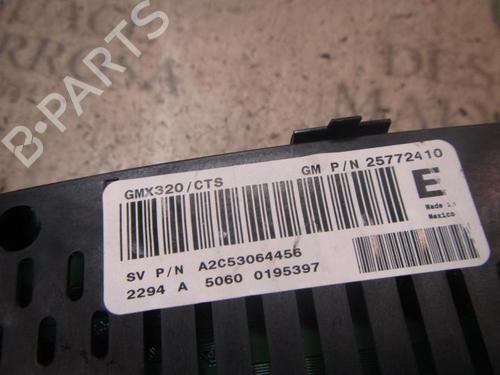 B-PARTS
GMX320/CTS
GM P/N 25772410
E
Made in
Mexico
SV P/N A2C53064456
2294 A 5060 0195397